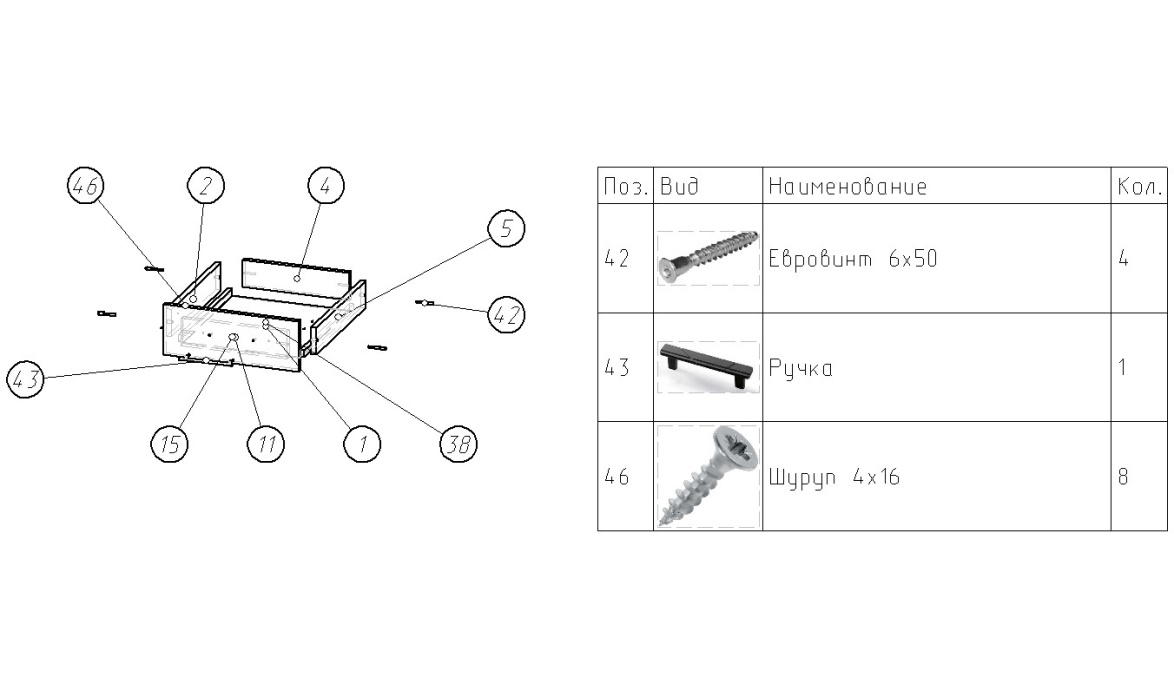 46 2 4 5
42
43
15 11 1 38
Поз. Вид Наименование Кол.
42 Евровинт 6х50 4
43 Ручка 1
46 Шуруп 4х16 8